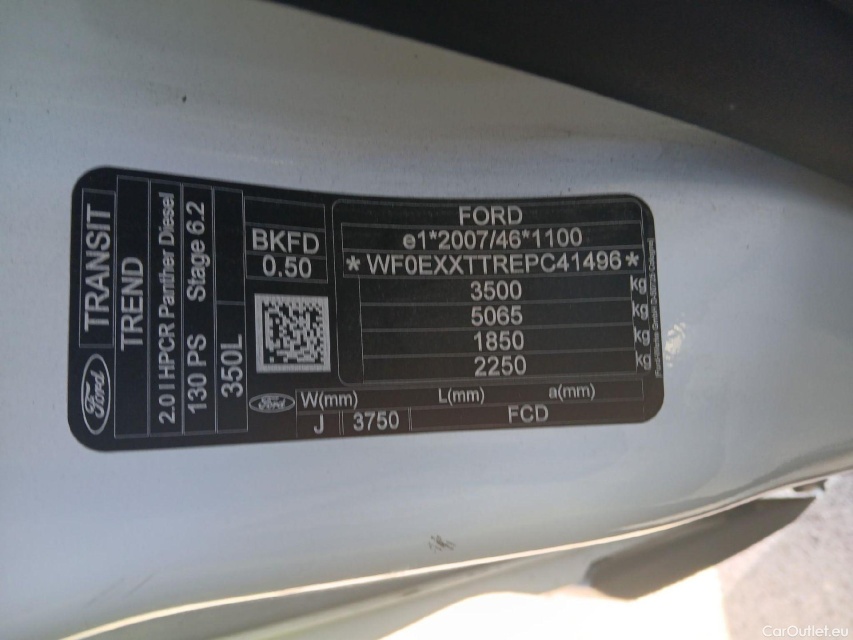 Ford
TRANSIT
TREND
2.0 l HPCR Panther Diesel
130 PS Stage 6.2
350L
BKFD
0.50
FORD
e1*2007/46*1100
*WF0EXXTTREPC41496*
3500 kg
5065 kg
1850 kg
2250 kg
Ford
W(mm) L(mm) a(mm)
J 3750 FCD
CarOutlet.eu